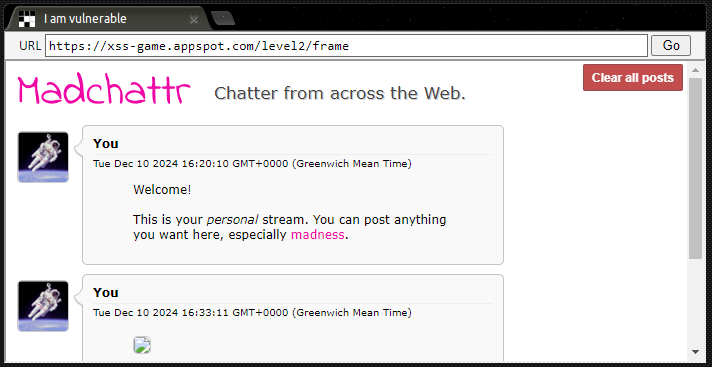 I am vulnerable
URL https://xss-game.appspot.com/level2/frame Go
Madchattr Chatter from across the Web. Clear all posts
You
Tue Dec 10 2024 16:20:10 GMT+0000 (Greenwich Mean Time)
Welcome!
This is your personal stream. You can post anything
you want here, especially madness.
You
Tue Dec 10 2024 16:33:11 GMT+0000 (Greenwich Mean Time)